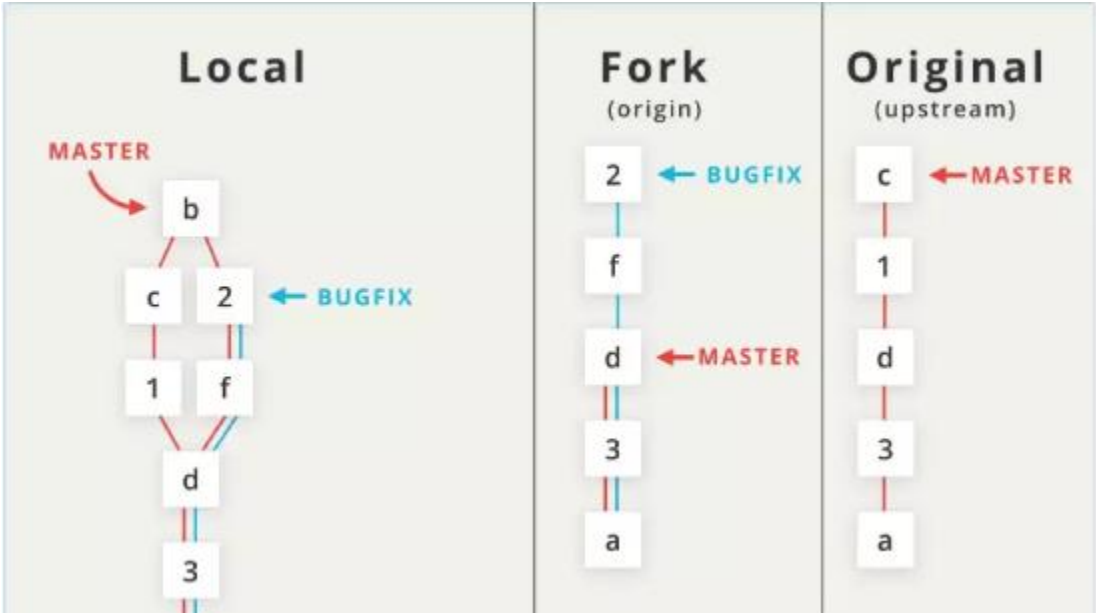 Local
MASTER
b
c
2
BUGFIX
1
f
d
3
Fork
(origin)
2
BUGFIX
f
d
MASTER
3
a
Original
(upstream)
c
MASTER
1
d
3
a